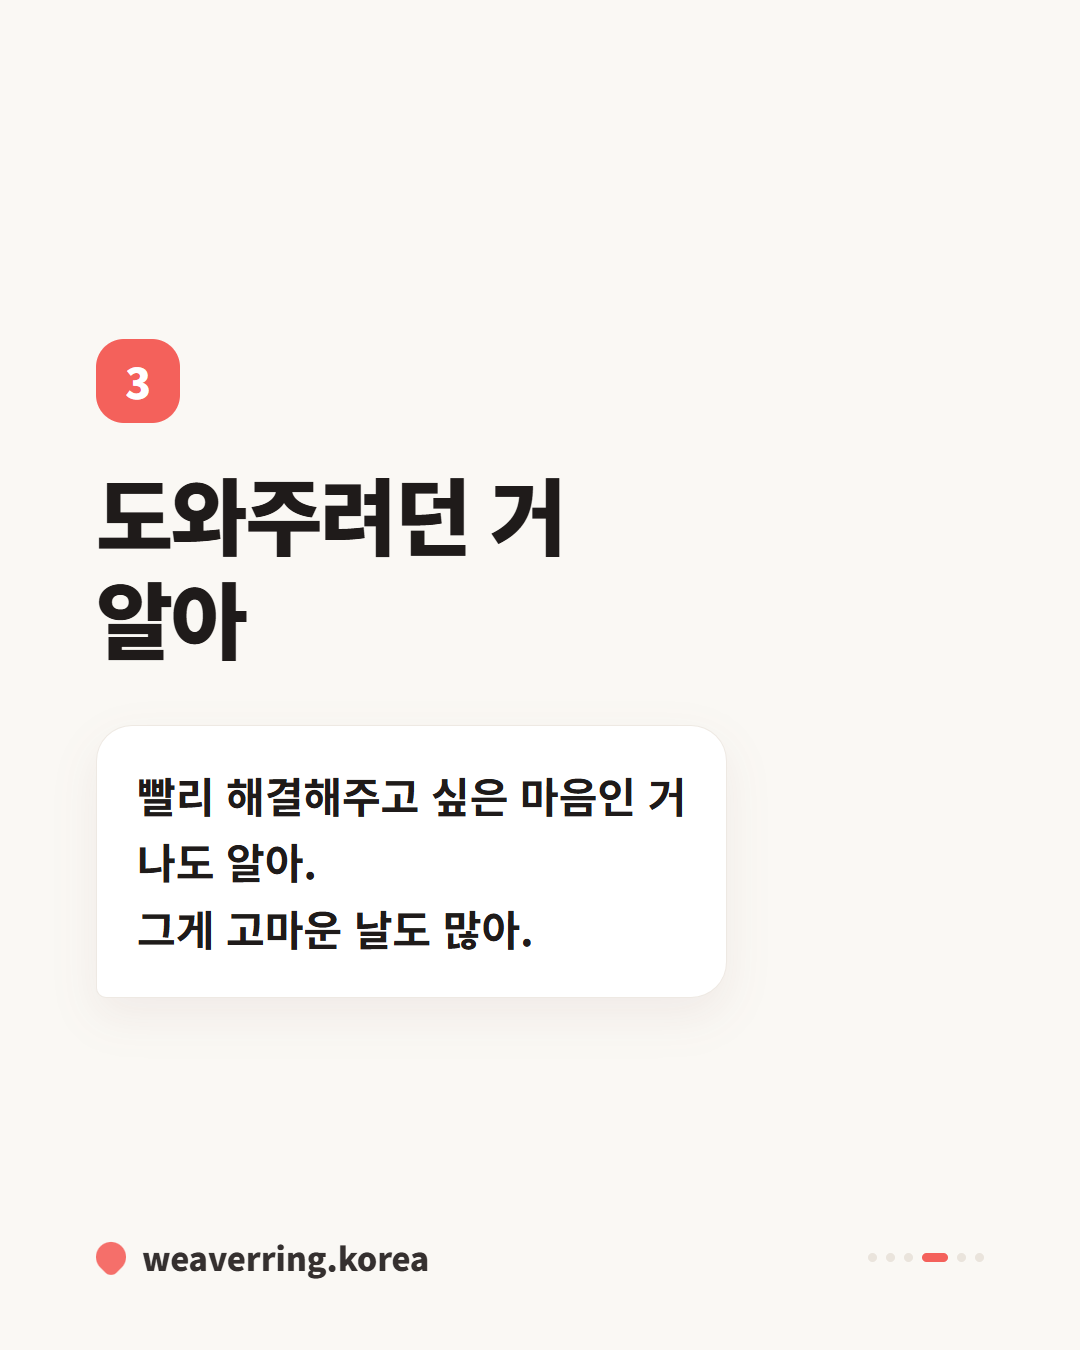 3
도와주려던 거
알아
빨리 해결해주고 싶은 마음인 거
나도 알아.
그게 고마운 날도 많아.
weaverring.korea